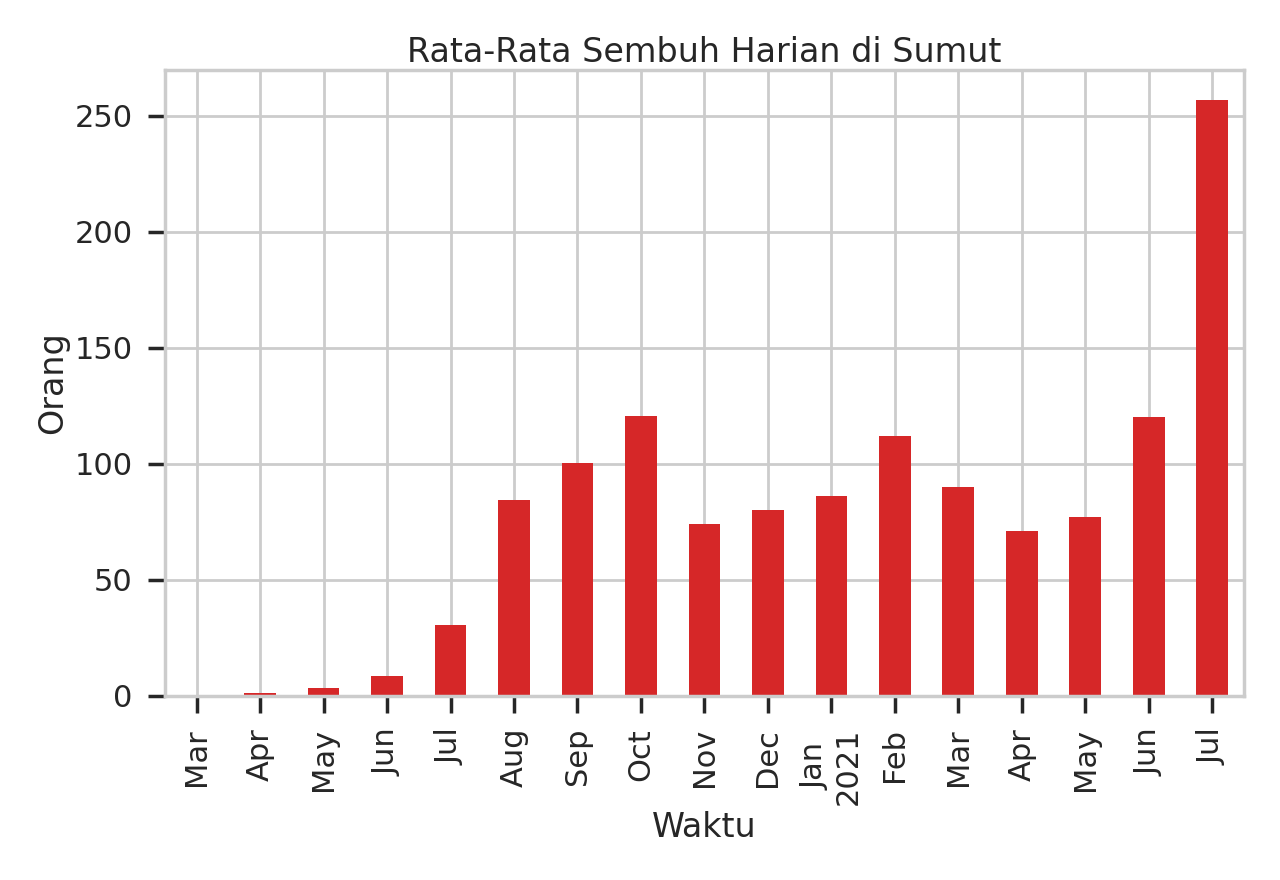 Rata-Rata Sembuh Harian di Sumut
250
200
150
100
50
0
Orang
Mar
Apr
May
Jun
Jul
Aug
Sep
Oct
Nov
Dec
Jan
2021
Feb
Mar
Apr
May
Jun
Jul
Waktu